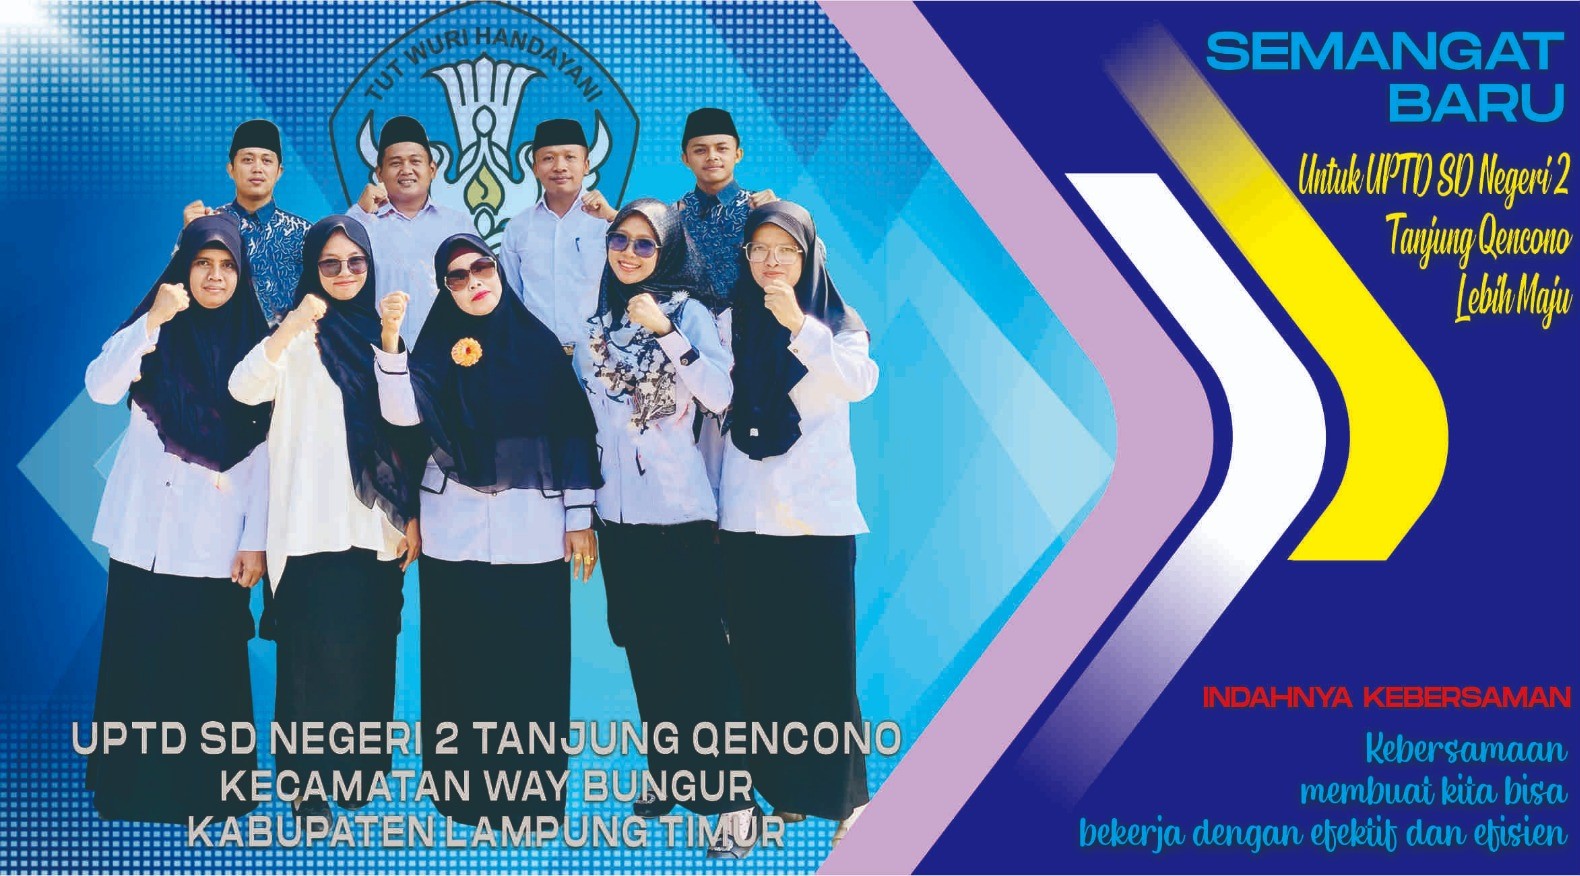 TUT WURI HANDAYANI
SEMANGAT
BARU
Untuk UPTD SD Negeri 2
Tanjung Qencono
Lebih Maju
UPTD SD NEGERI 2 TANJUNG QENCONO
KECAMATAN WAY BUNGUR
KABUPATEN LAMPUNG TIMUR
INDAHNYA KEBERSAMAN
Kebersamaan
membuat kita bisa
bekerja dengan efektif dan efisien